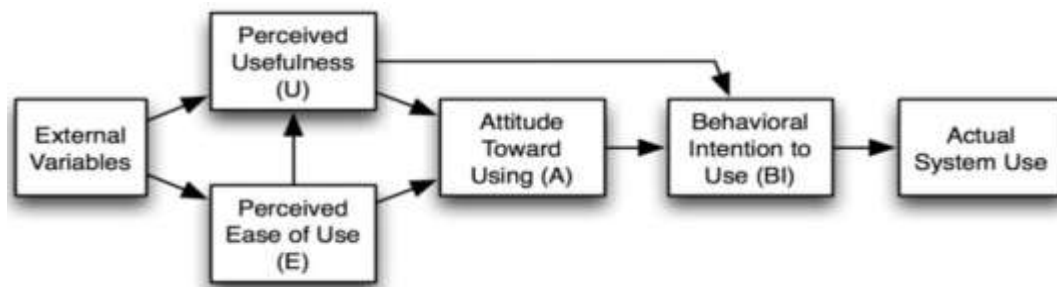 External
Variables
Perceived
Usefulness
(U)
Perceived
Ease of Use
(E)
Attitude
Toward
Using (A)
Behavioral
Intention to
Use (BI)
Actual
System Use